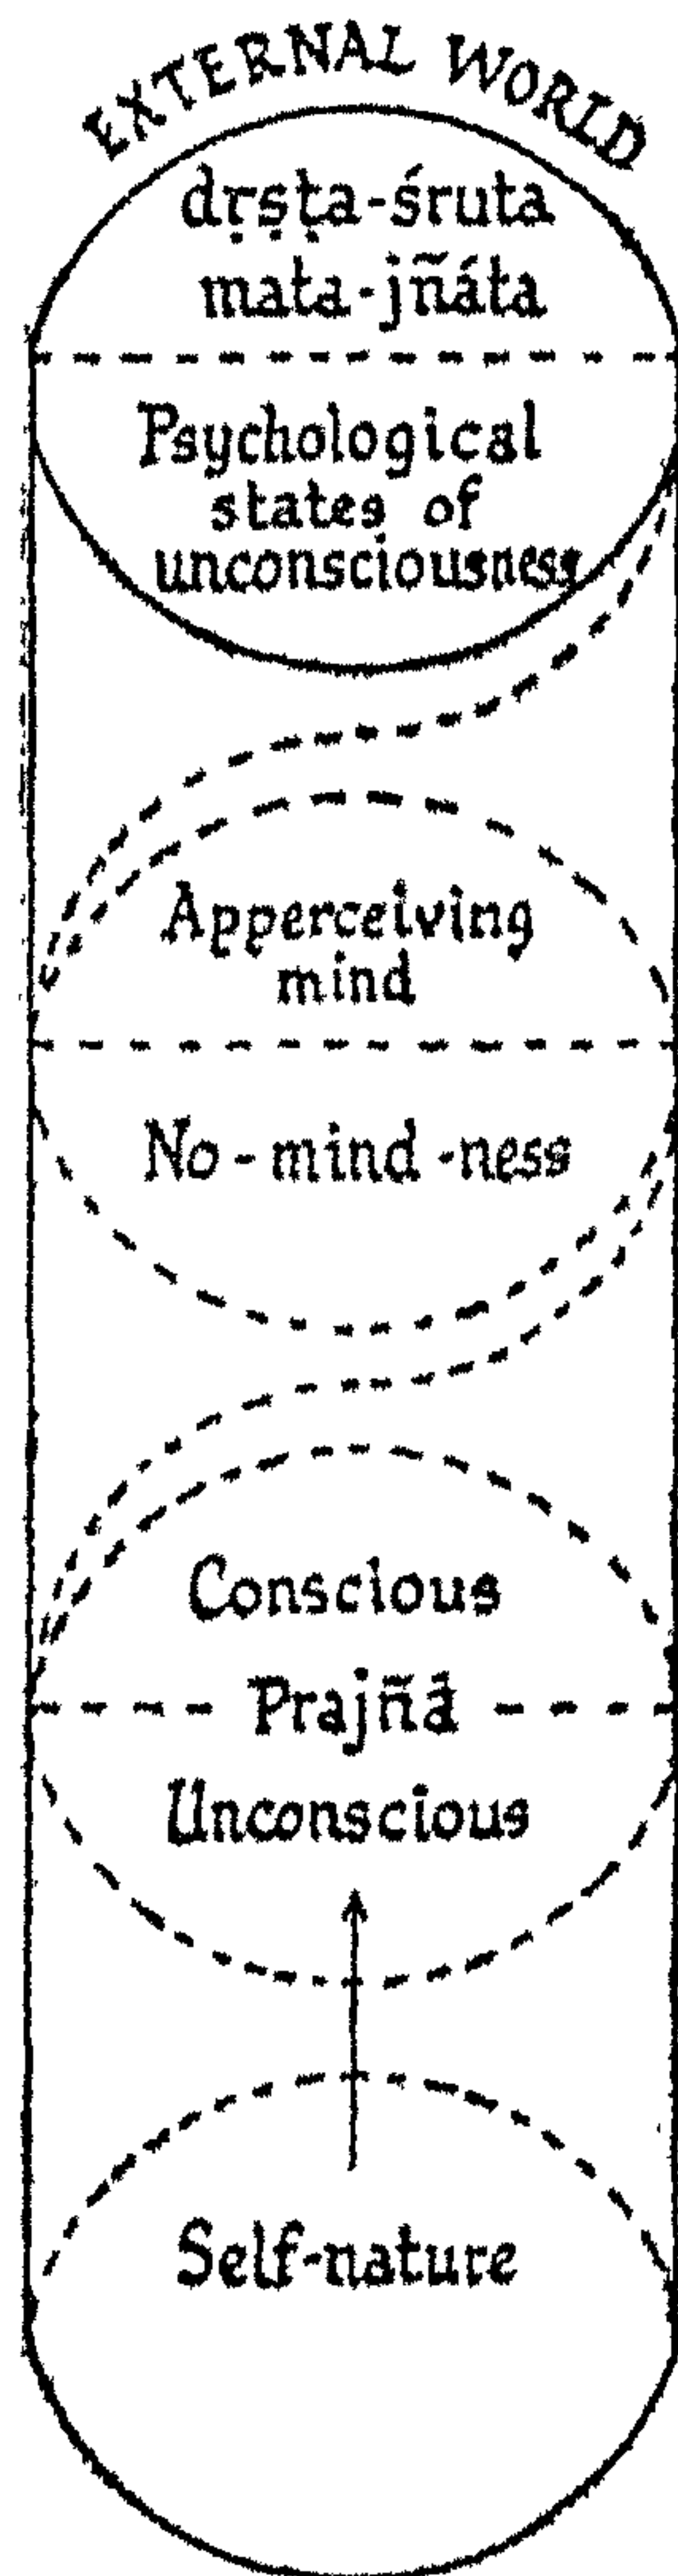 EXTERNAL WORLD
dṛṣṭa-śruta
mata-jñáta
Psychological
states of
unconsciousness
Apperceiving
mind
No-mind-ness
Conscious
Prajñā
Unconscious
Self-nature